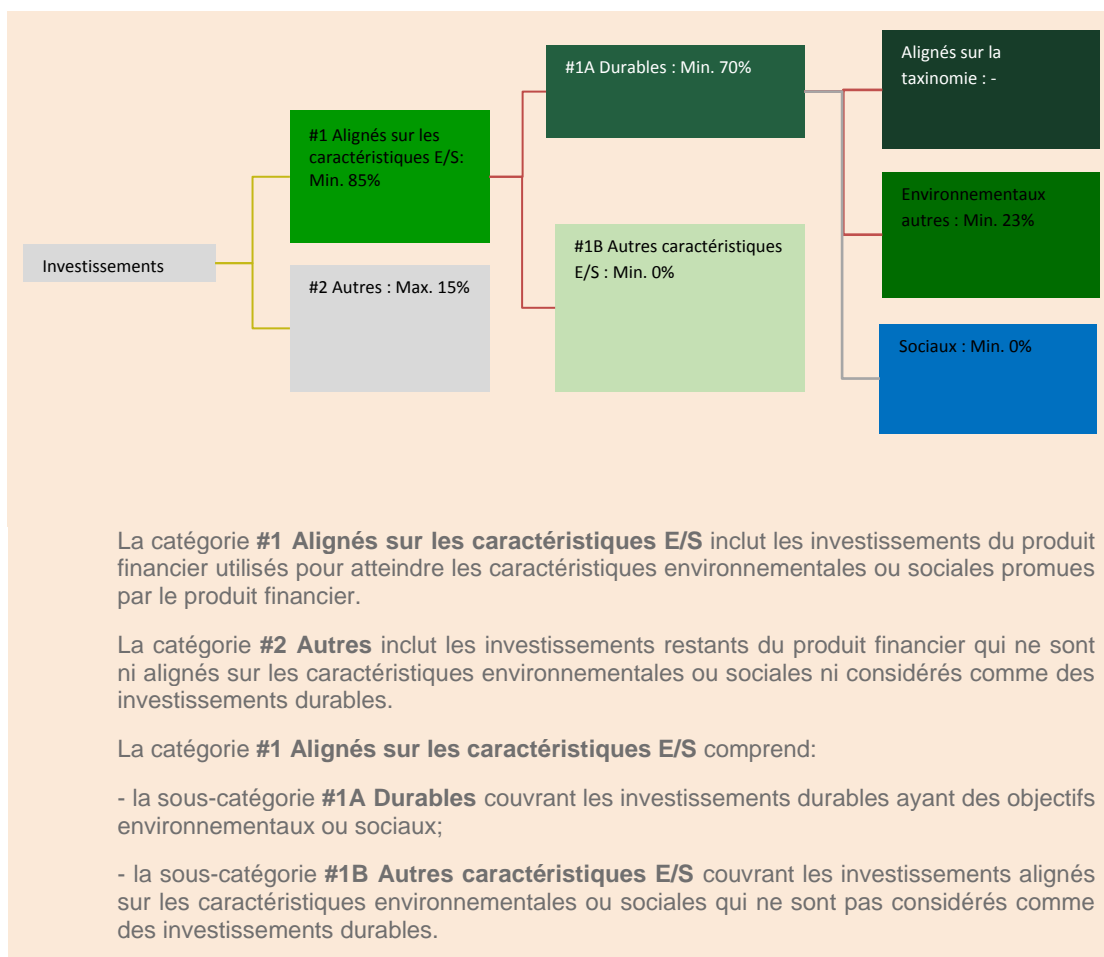 Investissements
#1 Alignés sur les
caractéristiques E/S:
Min. 85%
#2 Autres : Max. 15%
#1A Durables : Min. 70%
#1B Autres caractéristiques
E/S : Min. 0%
Alignés sur la
taxinomie : -
Environnementaux
autres : Min. 23%
Sociaux : Min. 0%
La catégorie #1 Alignés sur les caractéristiques E/S inclut les investissements du produit
financier utilisés pour atteindre les caractéristiques environnementales ou sociales promues
par le produit financier.
La catégorie #2 Autres inclut les investissements restants du produit financier qui ne sont
ni alignés sur les caractéristiques environnementales ou sociales ni considérés comme des
investissements durables.
La catégorie #1 Alignés sur les caractéristiques E/S comprend:
- la sous-catégorie #1A Durables couvrant les investissements durables ayant des objectifs
environnementaux ou sociaux;
- la sous-catégorie #1B Autres caractéristiques E/S couvrant les investissements alignés
sur les caractéristiques environnementales ou sociales qui ne sont pas considérés comme
des investissements durables.